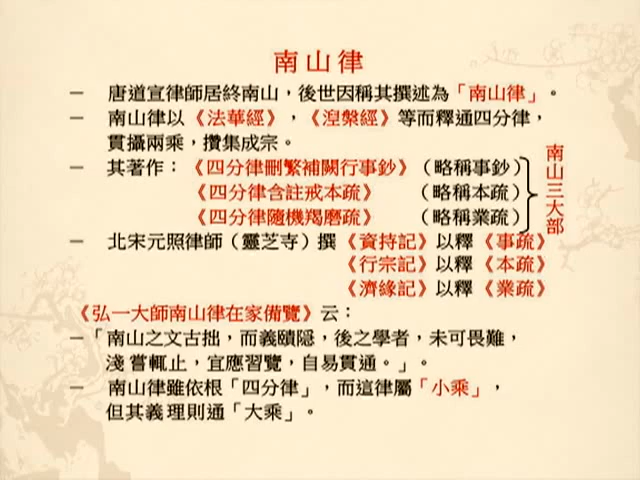 南山律
一 唐道宣律師居終南山，後世因稱其撰述為「南山律」。
一 南山律以《法華經》，《涅槃經》等而釋通四分律，
貫攝兩乘，攢集成宗。
一 其著作：《四分律刪繁補闕行事鈔》（略稱事鈔）
《四分律含註戒本疏》（略稱本疏）
《四分律隨機羯磨疏》（略稱業疏）
南山三大部
一 北宋元照律師（靈芝寺）撰《資持記》以釋《事疏》
《行宗記》以釋《本疏》
《濟緣記》以釋《業疏》
《弘一大師南山律在家備覽》云：
一「南山之文古拙，而義賾隱，後之學者，未可畏難，
淺嘗輒止，宜應習覽，自易貫通。」。
一 南山律雖依根「四分律」，而這律屬「小乘」，
但其義理則通「大乘」。